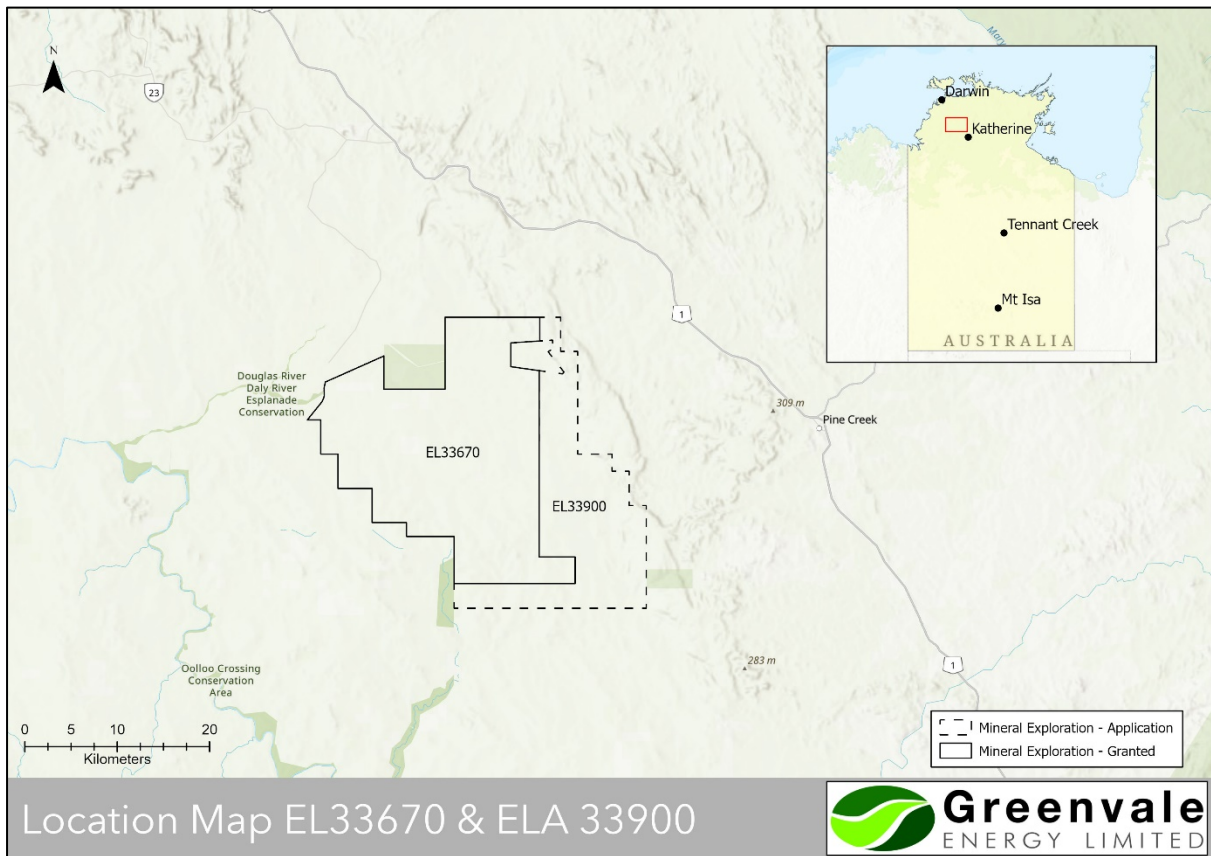 N
23
Mary
Darwin
Katherine
Tennant Creek
Mt Isa
AUSTRALIA
1
Douglas River
Daly River
Esplanade
Conservation
309 m
Pine Creek
EL33670
EL33900
Oolloo Crossing
Conservation
Area
283 m
1
0 5 10 20
Kilometers
Mineral Exploration - Application
Mineral Exploration - Granted
Location Map EL33670 & ELA 33900
Greenvale
ENERGY LIMITED